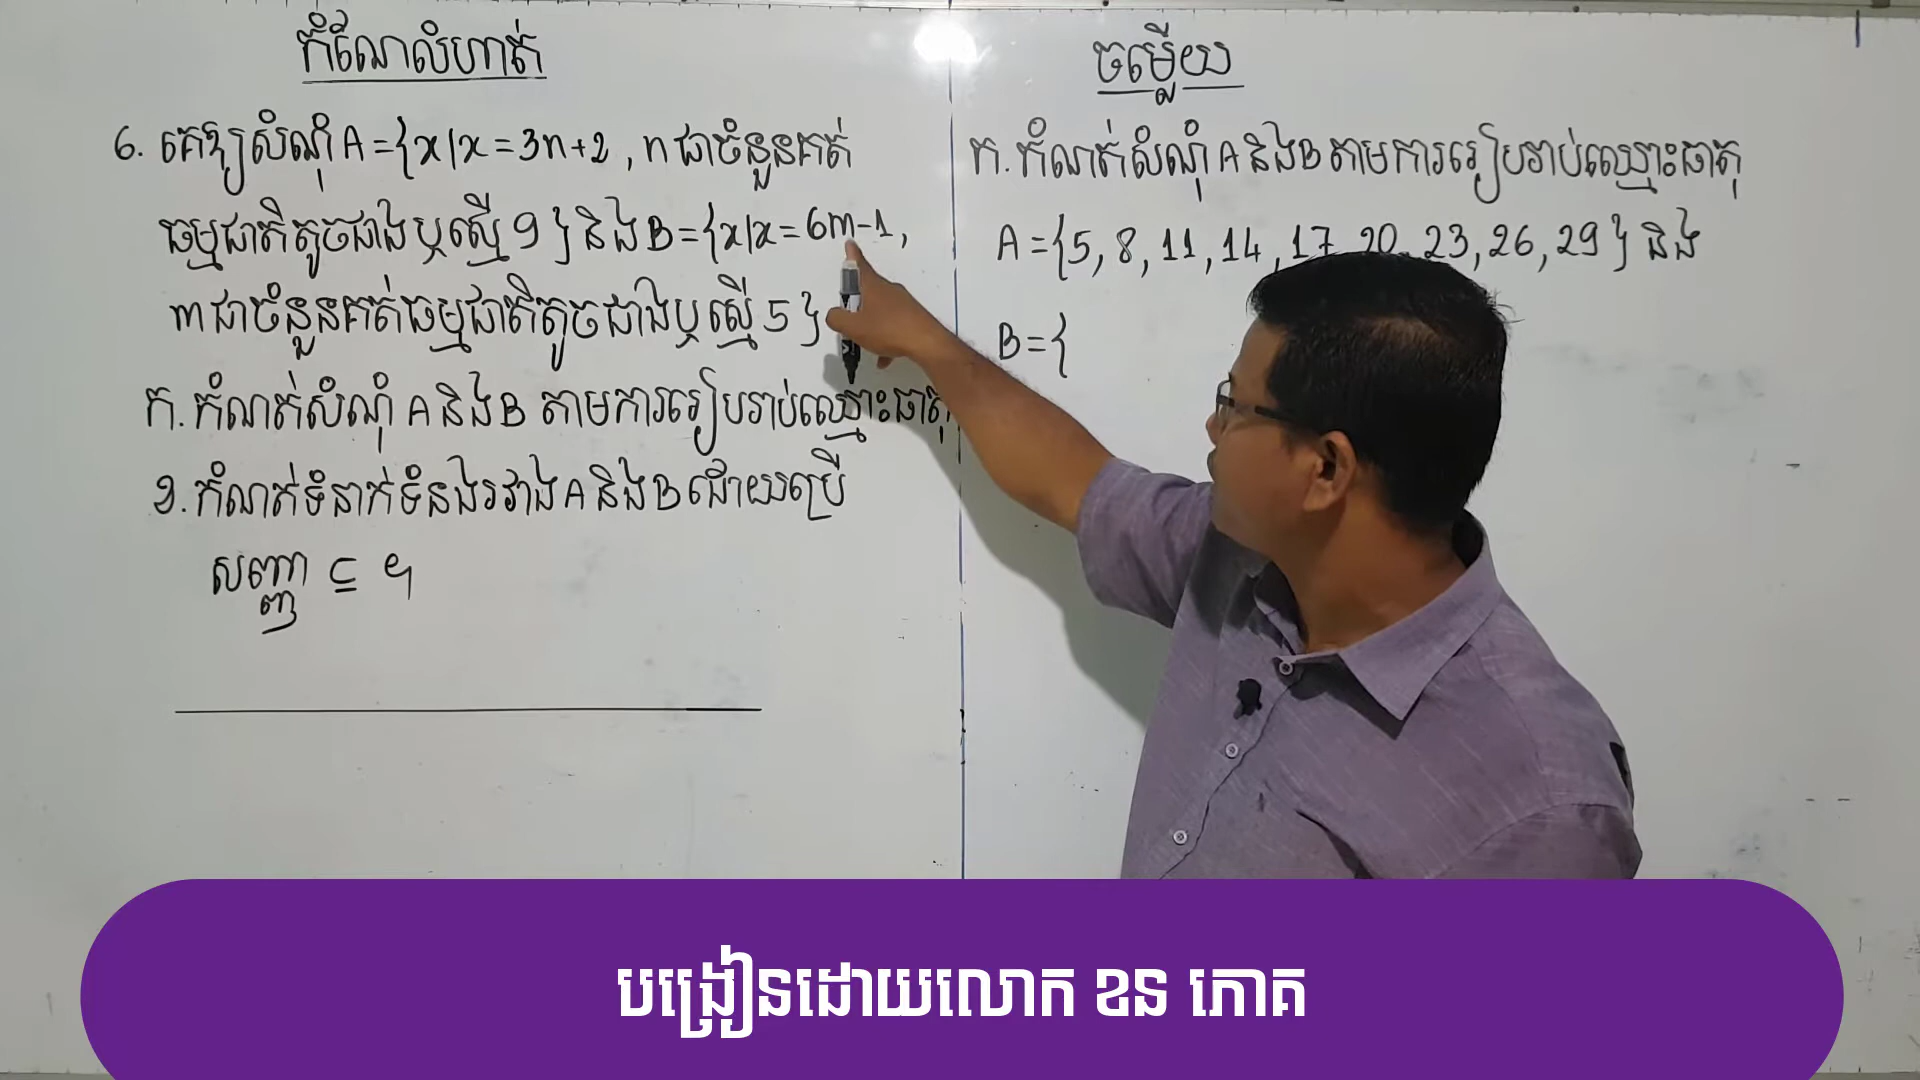 កំណែលំហាត់
6. គេឱ្យសំណុំ A={x/x=3n+2, n ជាចំនួនគត់
ធម្មជាតិតូចជាងឬស្មើ 9} និង B={x/x=6m-1,
m ជាចំនួនគត់ធម្មជាតិតូចជាងឬស្មើ 5}
ក. កំណត់សំណុំ A និង B តាមការរៀបរាប់ឈ្មោះធាតុ
ខ. កំណត់ទំនាក់ទំនងរវាង A និង B ដោយប្រើ
សញ្ញា ⊆ ។
ចម្លើយ
ក. កំណត់សំណុំ A និង B តាមការរៀបរាប់ឈ្មោះធាតុ
A={5, 8, 11, 14, 17, 20, 23, 26, 29} និង
B={
បង្រៀនដោយលោក ឯន ភោគ